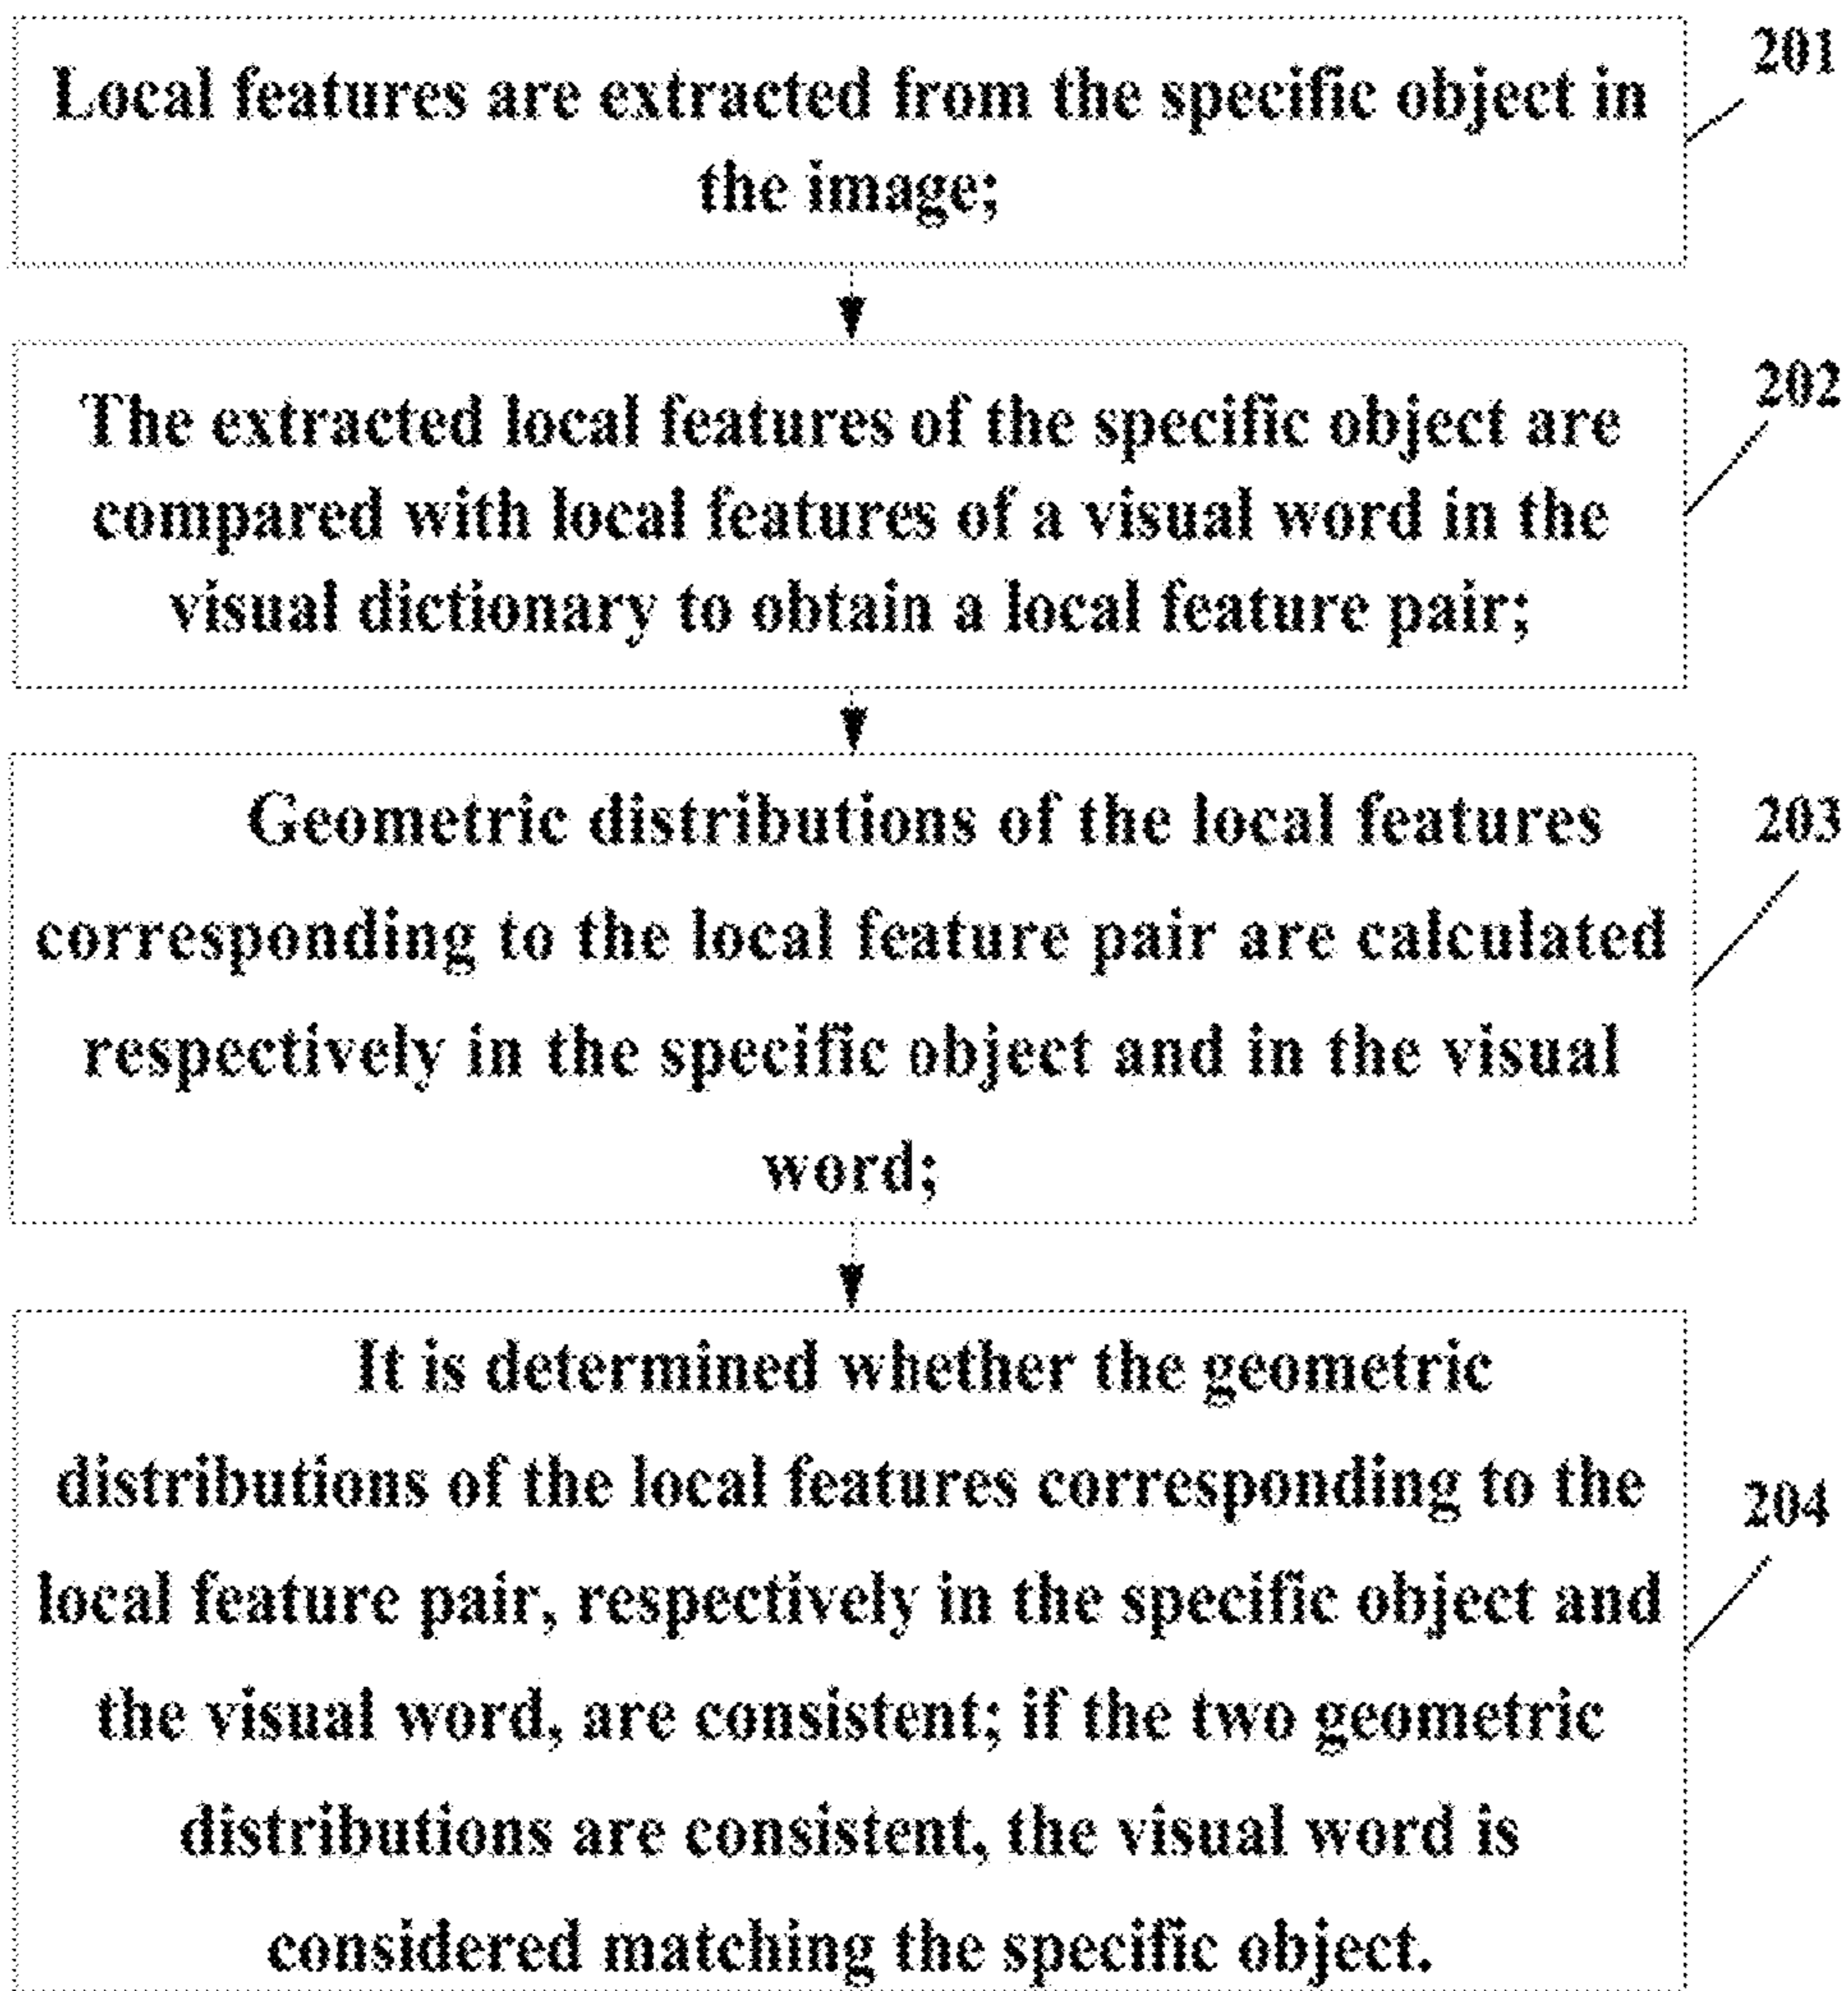 201
Local features are extracted from the specific object in
the image;
202
The extracted local features of the specific object are
compared with local features of a visual word in the
visual dictionary to obtain a local feature pair;
203
Geometric distributions of the local features
corresponding to the local feature pair are calculated
respectively in the specific object and in the visual
word;
204
It is determined whether the geometric
distributions of the local features corresponding to the
local feature pair, respectively in the specific object and
the visual word, are consistent; if the two geometric
distributions are consistent, the visual word is
considered matching the specific object.